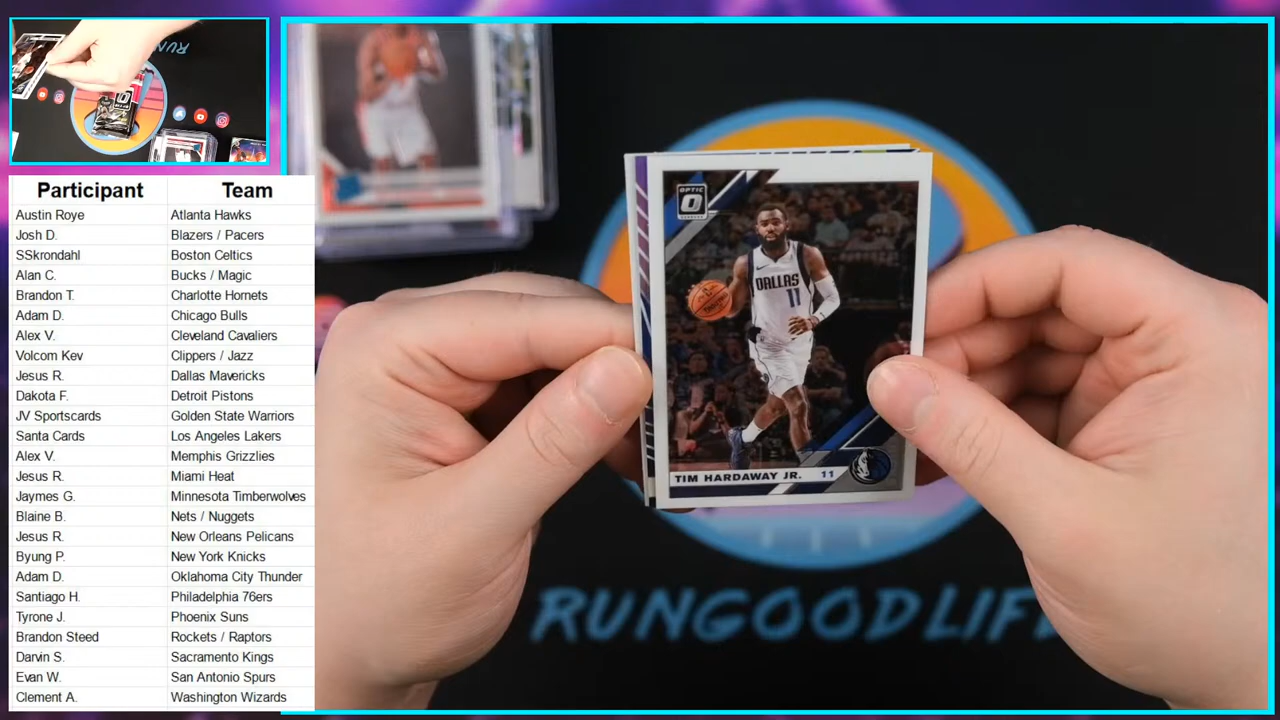 Participant Team
Austin Roye Atlanta Hawks
Josh D. Blazers / Pacers
SSkrondahl Boston Celtics
Alan C. Bucks / Magic
Brandon T. Charlotte Hornets
Adam D. Chicago Bulls
Alex V. Cleveland Cavaliers
Volcom Kev Clippers / Jazz
Jesus R. Dallas Mavericks
Dakota F. Detroit Pistons
JV Sportscards Golden State Warriors
Santa Cards Los Angeles Lakers
Alex V. Memphis Grizzlies
Jesus R. Miami Heat
Jaymes G. Minnesota Timberwolves
Blaine B. Nets / Nuggets
Jesus R. New Orleans Pelicans
Byung P. New York Knicks
Adam D. Oklahoma City Thunder
Santiago H. Philadelphia 76ers
Tyrone J. Phoenix Suns
Brandon Steed Rockets / Raptors
Darvin S. Sacramento Kings
Evan W. San Antonio Spurs
Clement A. Washington Wizards
OPTIC
DALLAS
11
TIM HARDAWAY JR. 11
RUNGOODLIFE